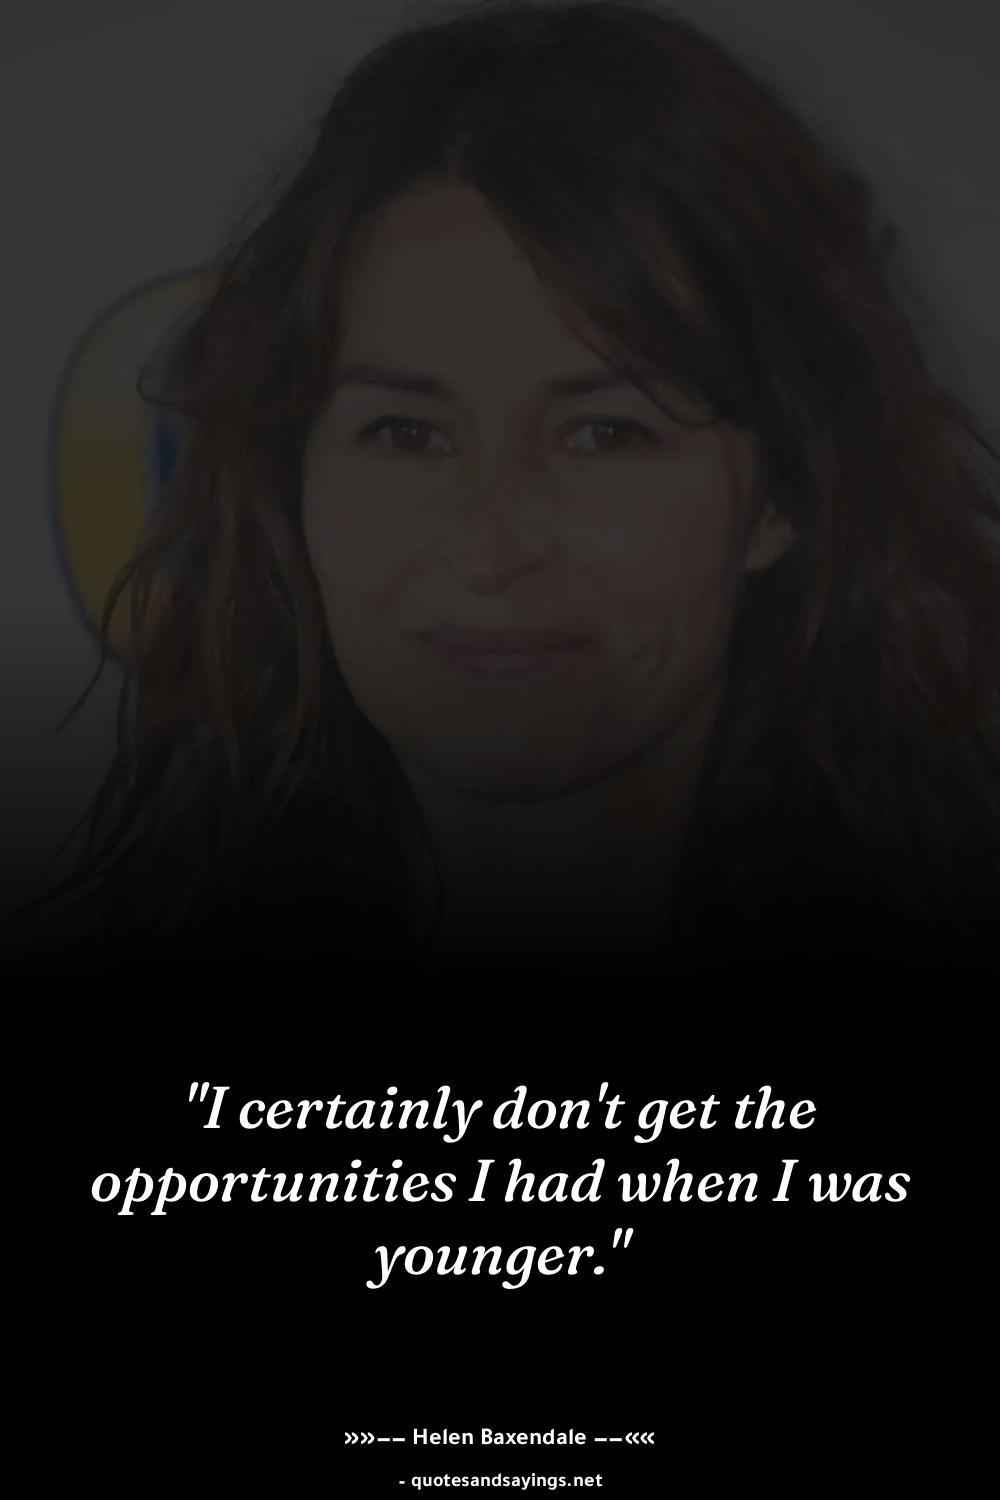 "I certainly don't get the
opportunities I had when I was
younger."
»»−− Helen Baxendale −−««
- quotesandsayings.net